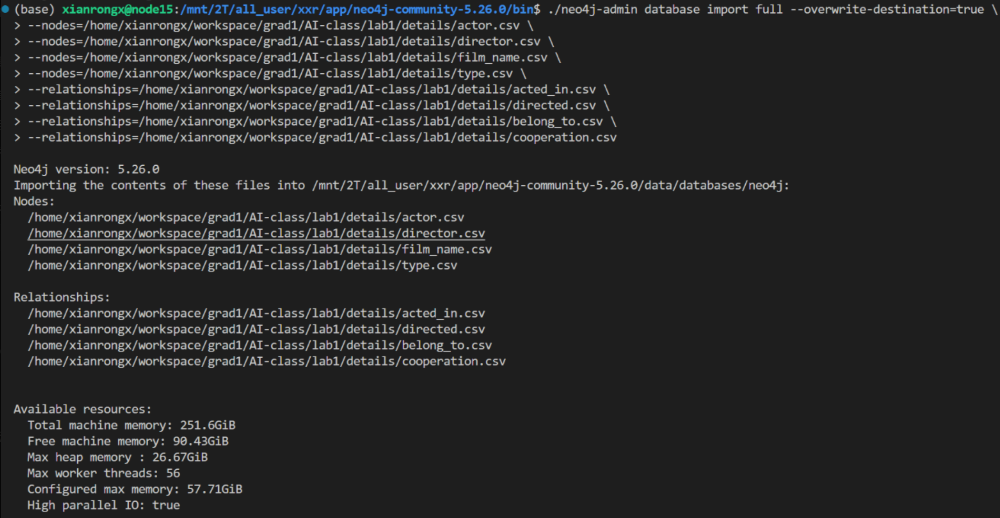 (base) xianrongx@node15:/mnt/2T/all_user/xxr/app/neo4j-community-5.26.0/bin$ ./neo4j-admin database import full --overwrite-destination=true \
> --nodes=/home/xianrongx/workspace/grad1/AI-class/lab1/details/actor.csv \
> --nodes=/home/xianrongx/workspace/grad1/AI-class/lab1/details/director.csv \
> --nodes=/home/xianrongx/workspace/grad1/AI-class/lab1/details/film_name.csv \
> --nodes=/home/xianrongx/workspace/grad1/AI-class/lab1/details/type.csv \
> --relationships=/home/xianrongx/workspace/grad1/AI-class/lab1/details/acted_in.csv \
> --relationships=/home/xianrongx/workspace/grad1/AI-class/lab1/details/directed.csv \
> --relationships=/home/xianrongx/workspace/grad1/AI-class/lab1/details/belong_to.csv \
> --relationships=/home/xianrongx/workspace/grad1/AI-class/lab1/details/cooperation.csv
Neo4j version: 5.26.0
Importing the contents of these files into /mnt/2T/all_user/xxr/app/neo4j-community-5.26.0/data/databases/neo4j:
Nodes:
/home/xianrongx/workspace/grad1/AI-class/lab1/details/actor.csv
/home/xianrongx/workspace/grad1/AI-class/lab1/details/director.csv
/home/xianrongx/workspace/grad1/AI-class/lab1/details/film_name.csv
/home/xianrongx/workspace/grad1/AI-class/lab1/details/type.csv
Relationships:
/home/xianrongx/workspace/grad1/AI-class/lab1/details/acted_in.csv
/home/xianrongx/workspace/grad1/AI-class/lab1/details/directed.csv
/home/xianrongx/workspace/grad1/AI-class/lab1/details/belong_to.csv
/home/xianrongx/workspace/grad1/AI-class/lab1/details/cooperation.csv
Available resources:
Total machine memory: 251.6GiB
Free machine memory: 90.43GiB
Max heap memory : 26.67GiB
Max worker threads: 56
Configured max memory: 57.71GiB
High parallel IO: true